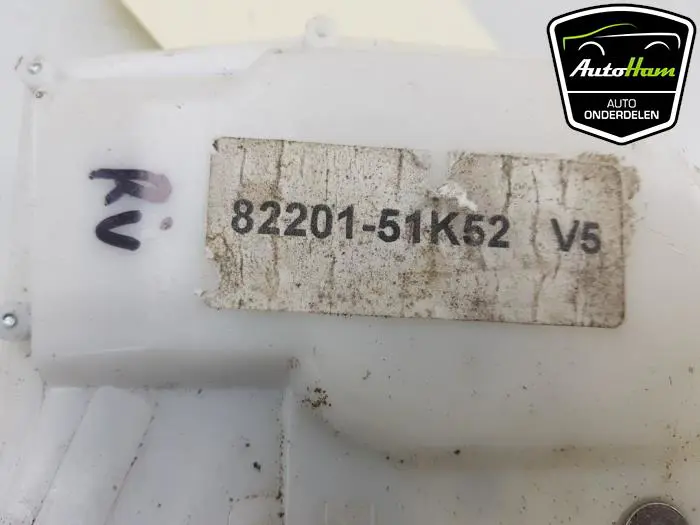 AutoHam
AUTO
ONDERDELEN
RV
82201-51K52 V5